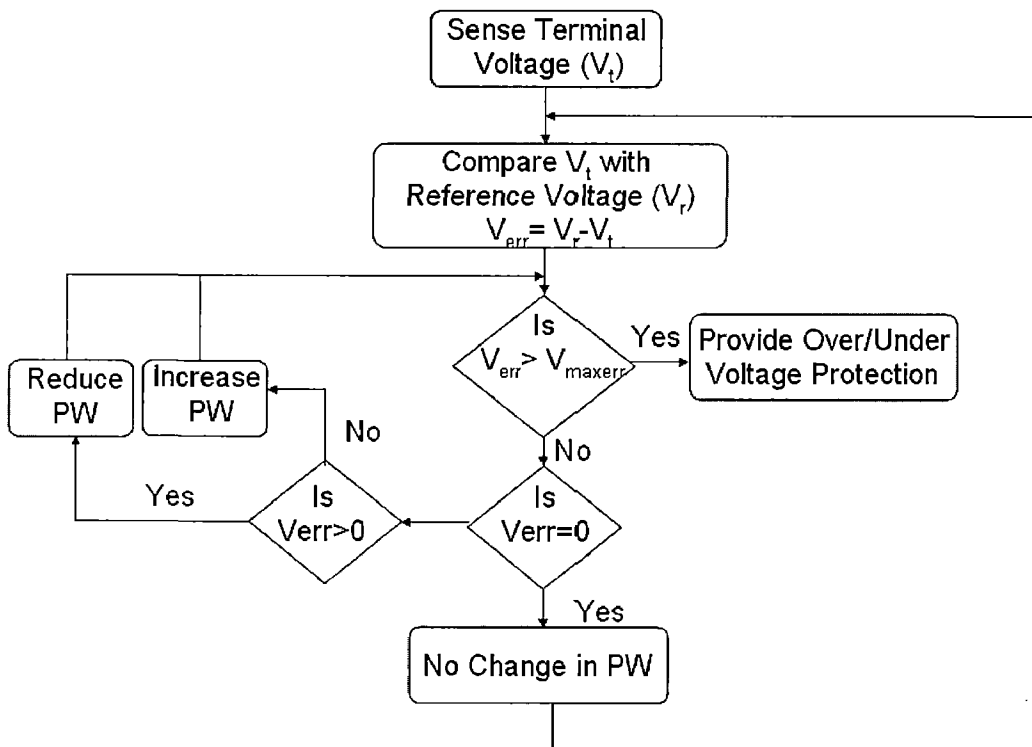 Sense Terminal
Voltage (Vₜ)
Compare Vₜ with
Reference Voltage (Vᵣ)
Vₑᵣᵣ= Vᵣ-Vₜ
Is
Vₑᵣᵣ> Vₘₐₓₑᵣᵣ
Yes
Provide Over/Under
Voltage Protection
Reduce
PW
Increase
PW
No
No
Yes
Is
Verr>0
Is
Verr=0
Yes
No Change in PW